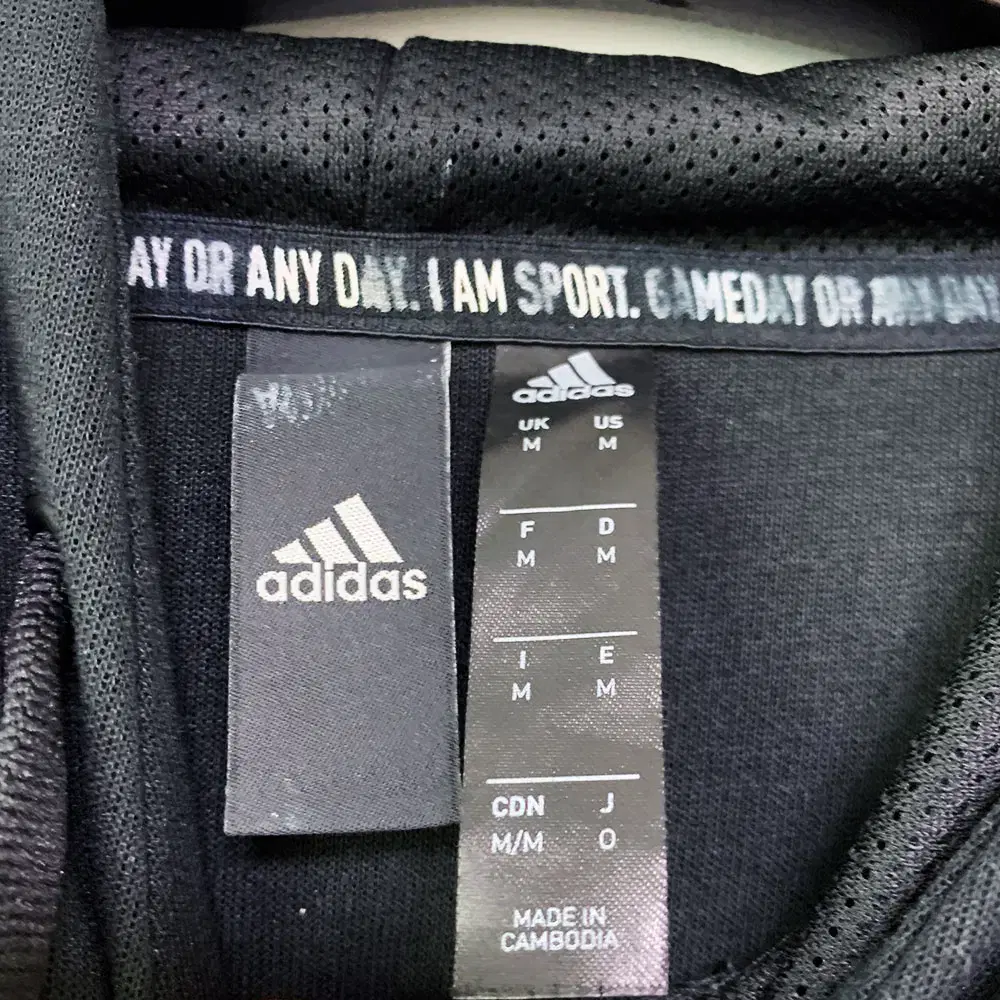 AY OR ANY DAY. I AM SPORT. GAMEDAY OR ANY DAY
adidas
adidas
UK US
M M
F D
M M
I E
M M
CDN J
M/M O
MADE IN
CAMBODIA